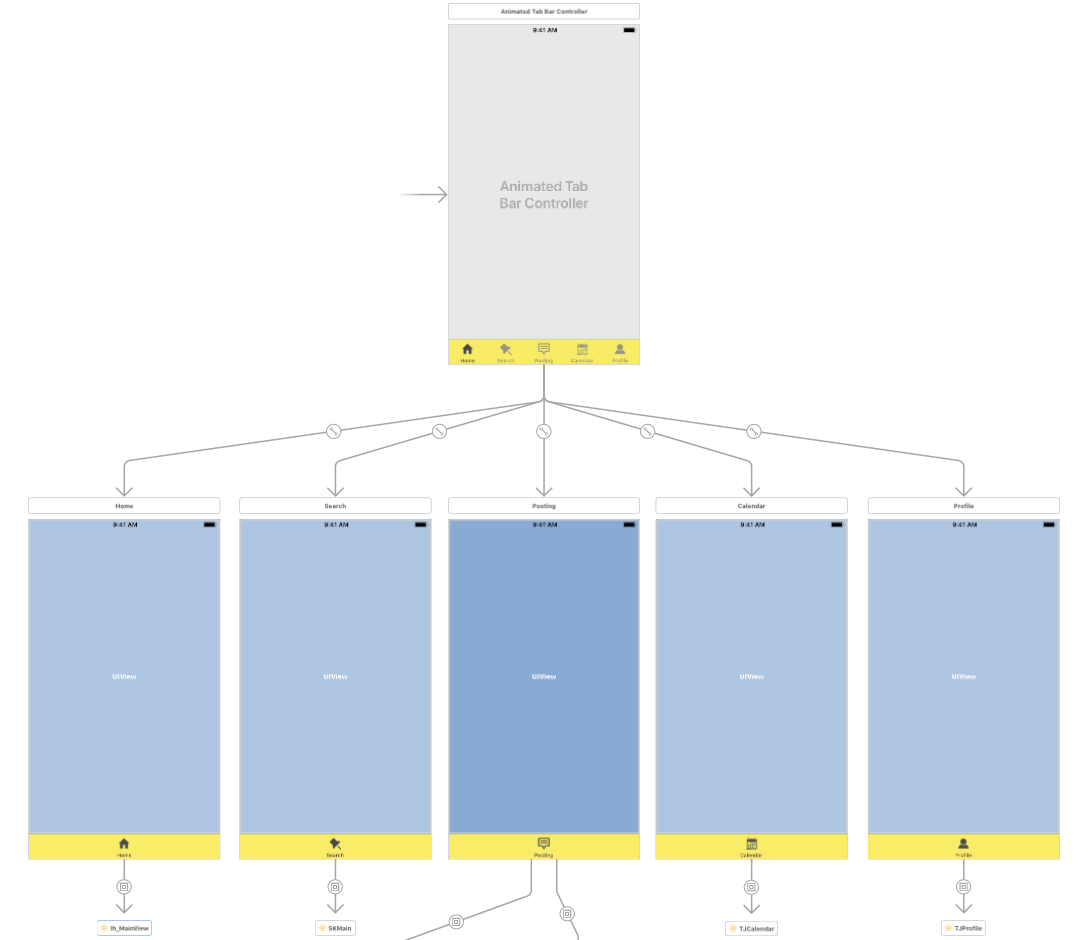 Animated Tab Bar Controller
9:41 AM
Animated Tab
Bar Controller
Home Search Posting Calendar Profile
Home Search Posting Calendar Profile
9:41 AM 9:41 AM 9:41 AM 9:41 AM 9:41 AM
UIView UIView UIView UIView UIView
Home Search Posting Calendar Profile
Ih_MainView SKMain TJCalendar TJProfile